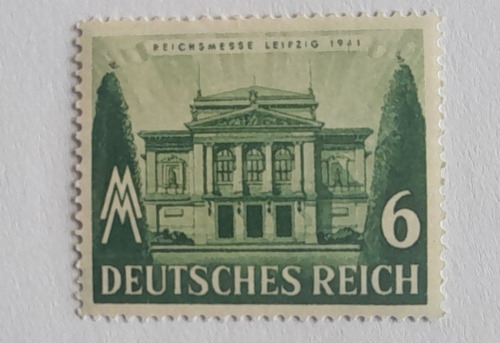 REICHSMESSE LEIPZIG 1941
MM
6
DEUTSCHES REICH